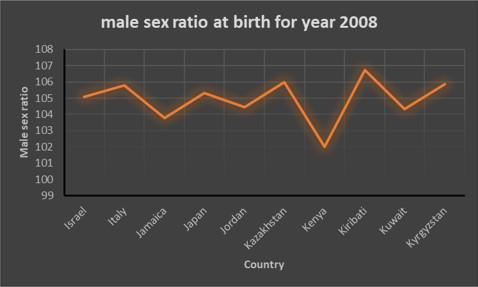 male sex ratio at birth for year 2008
Male sex ratio
108
107
106
105
104
103
102
101
100
99
Israel
Italy
Jamaica
Japan
Jordan
Kazakhstan
Kenya
Kiribati
Kuwait
Kyrgyzstan
Country